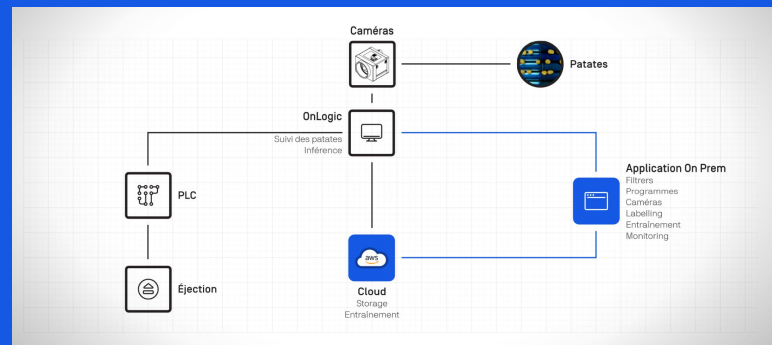 Caméras
Patates
OnLogic
Suivi des patates
Inférence
PLC
Application On Prem
Filtrers
Programmes
Caméras
Labelling
Entraînement
Monitoring
Éjection
aws
Cloud
Storage
Entraînement